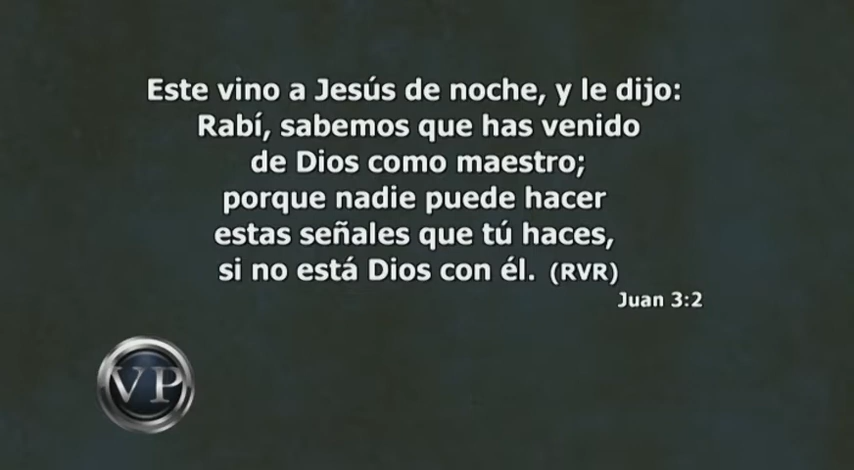 Este vino a Jesús de noche, y le dijo:
Rabí, sabemos que has venido
de Dios como maestro;
porque nadie puede hacer
estas señales que tú haces,
si no está Dios con él. (RVR)
Juan 3:2
VP